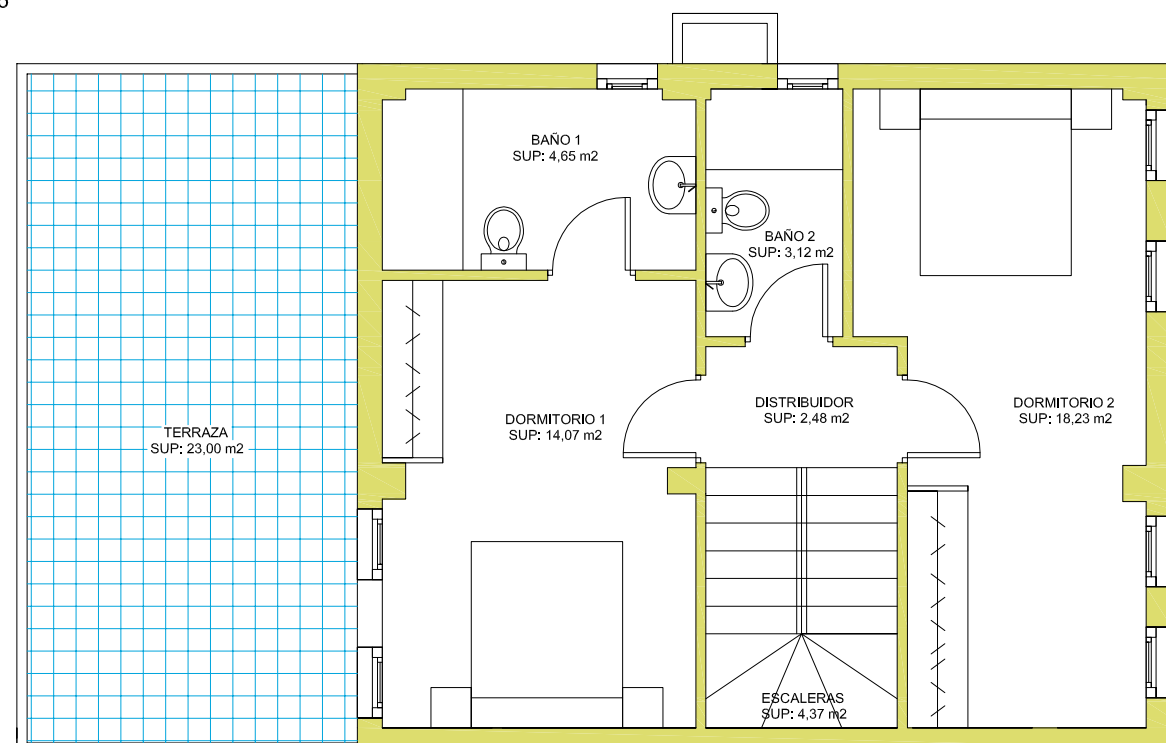 BAÑO 1
SUP: 4,65 m2
BAÑO 2
SUP: 3,12 m2
DORMITORIO 1
SUP: 14,07 m2
DISTRIBUIDOR
SUP: 2,48 m2
DORMITORIO 2
SUP: 18,23 m2
TERRAZA
SUP: 23,00 m2
ESCALERAS
SUP: 4,37 m2